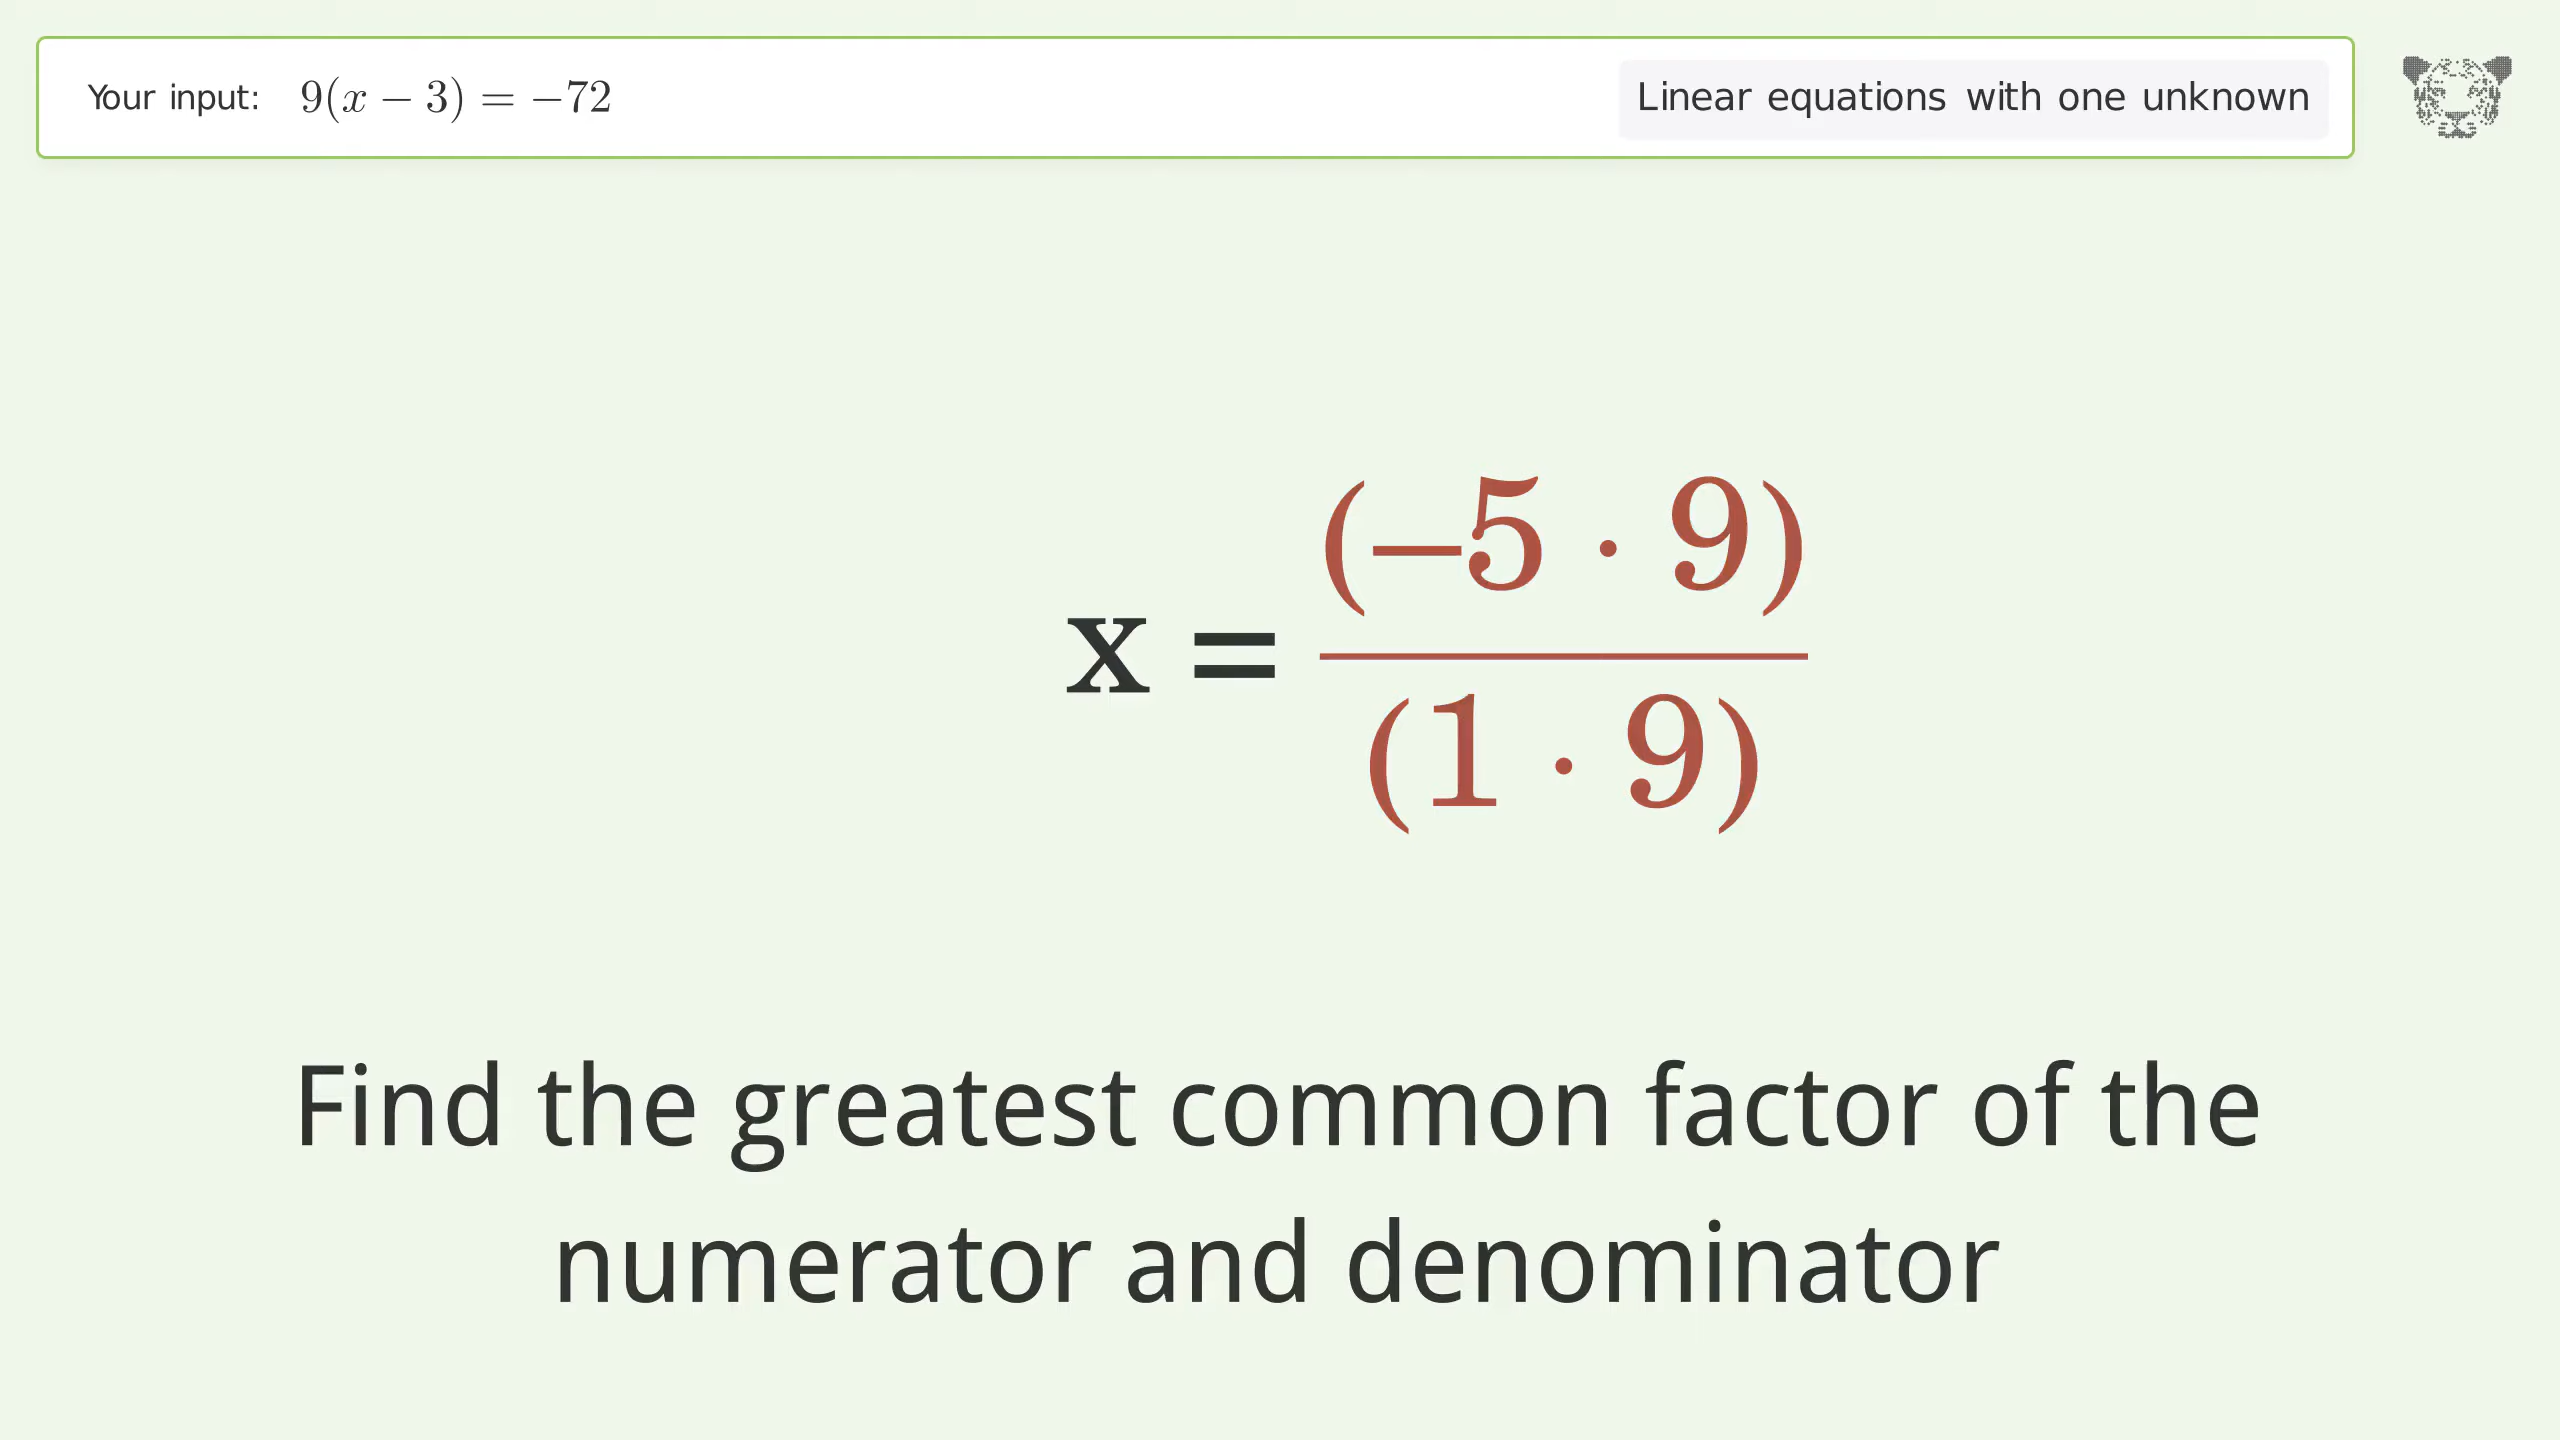 Your input: 9(x − 3) = −72
Linear equations with one unknown
x = (−5 · 9) / (1 · 9)
Find the greatest common factor of the
numerator and denominator